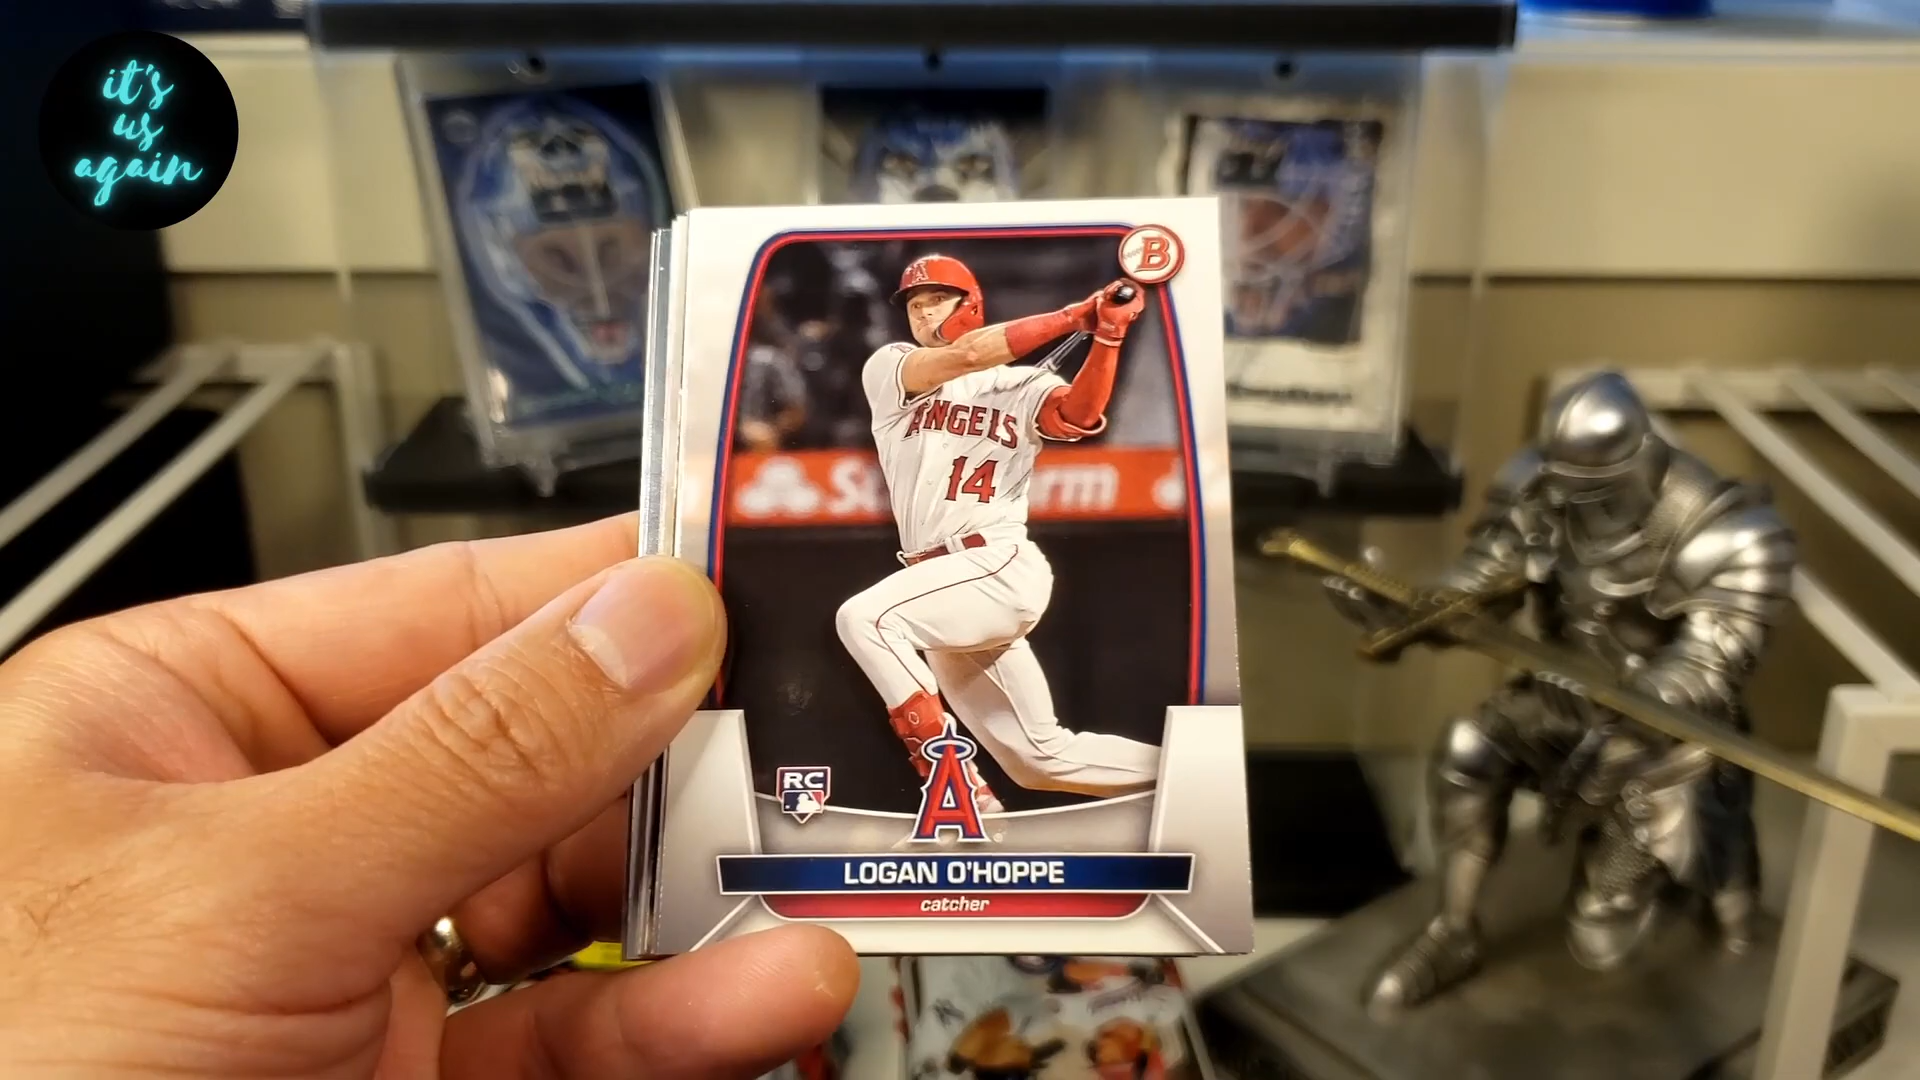 it's
us
again
B
A
ANGELS
14
RC
A
LOGAN O'HOPPE
catcher